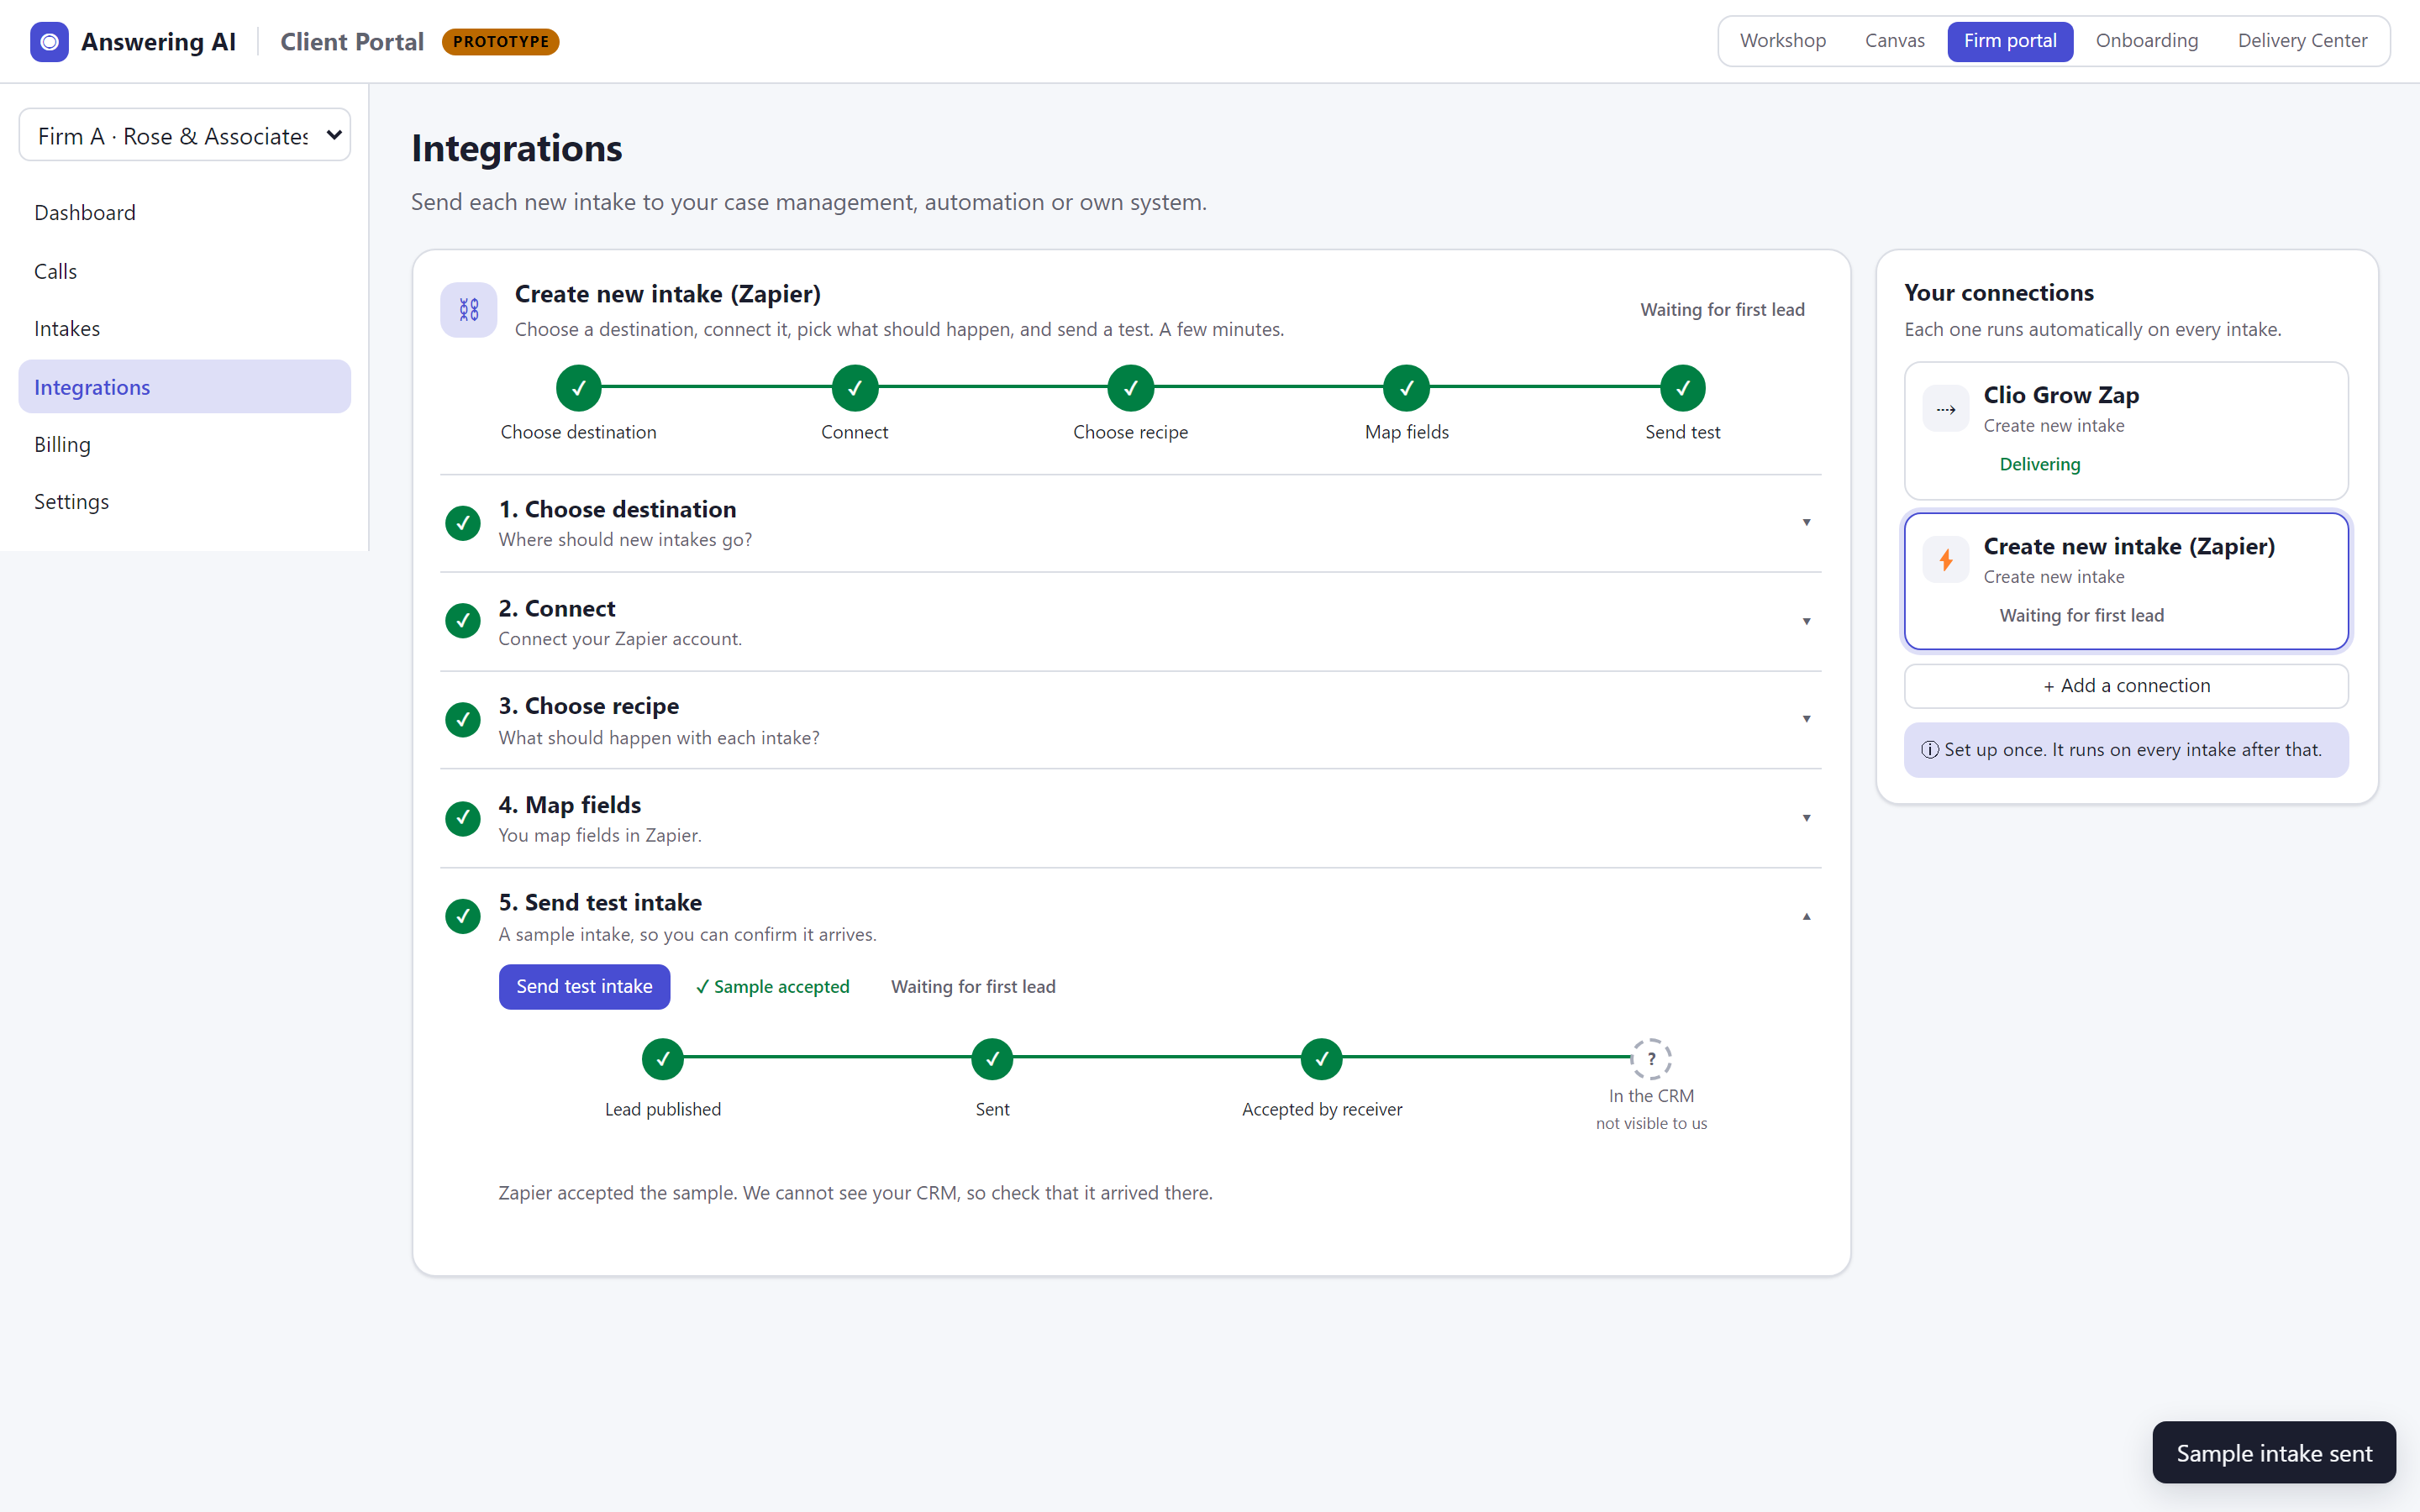 Answering AI
Client Portal
PROTOTYPE
Workshop
Canvas
Firm portal
Onboarding
Delivery Center
Firm A · Rose & Associates
Dashboard
Calls
Intakes
Integrations
Billing
Settings
Integrations
Send each new intake to your case management, automation or own system.
Create new intake (Zapier)
Choose a destination, connect it, pick what should happen, and send a test. A few minutes.
Waiting for first lead
Choose destination
Connect
Choose recipe
Map fields
Send test
1. Choose destination
Where should new intakes go?
2. Connect
Connect your Zapier account.
3. Choose recipe
What should happen with each intake?
4. Map fields
You map fields in Zapier.
5. Send test intake
A sample intake, so you can confirm it arrives.
Send test intake
✓ Sample accepted
Waiting for first lead
Lead published
Sent
Accepted by receiver
?
In the CRM
not visible to us
Zapier accepted the sample. We cannot see your CRM, so check that it arrived there.
Your connections
Each one runs automatically on every intake.
Clio Grow Zap
Create new intake
Delivering
Create new intake (Zapier)
Create new intake
Waiting for first lead
+ Add a connection
ⓘ Set up once. It runs on every intake after that.
Sample intake sent